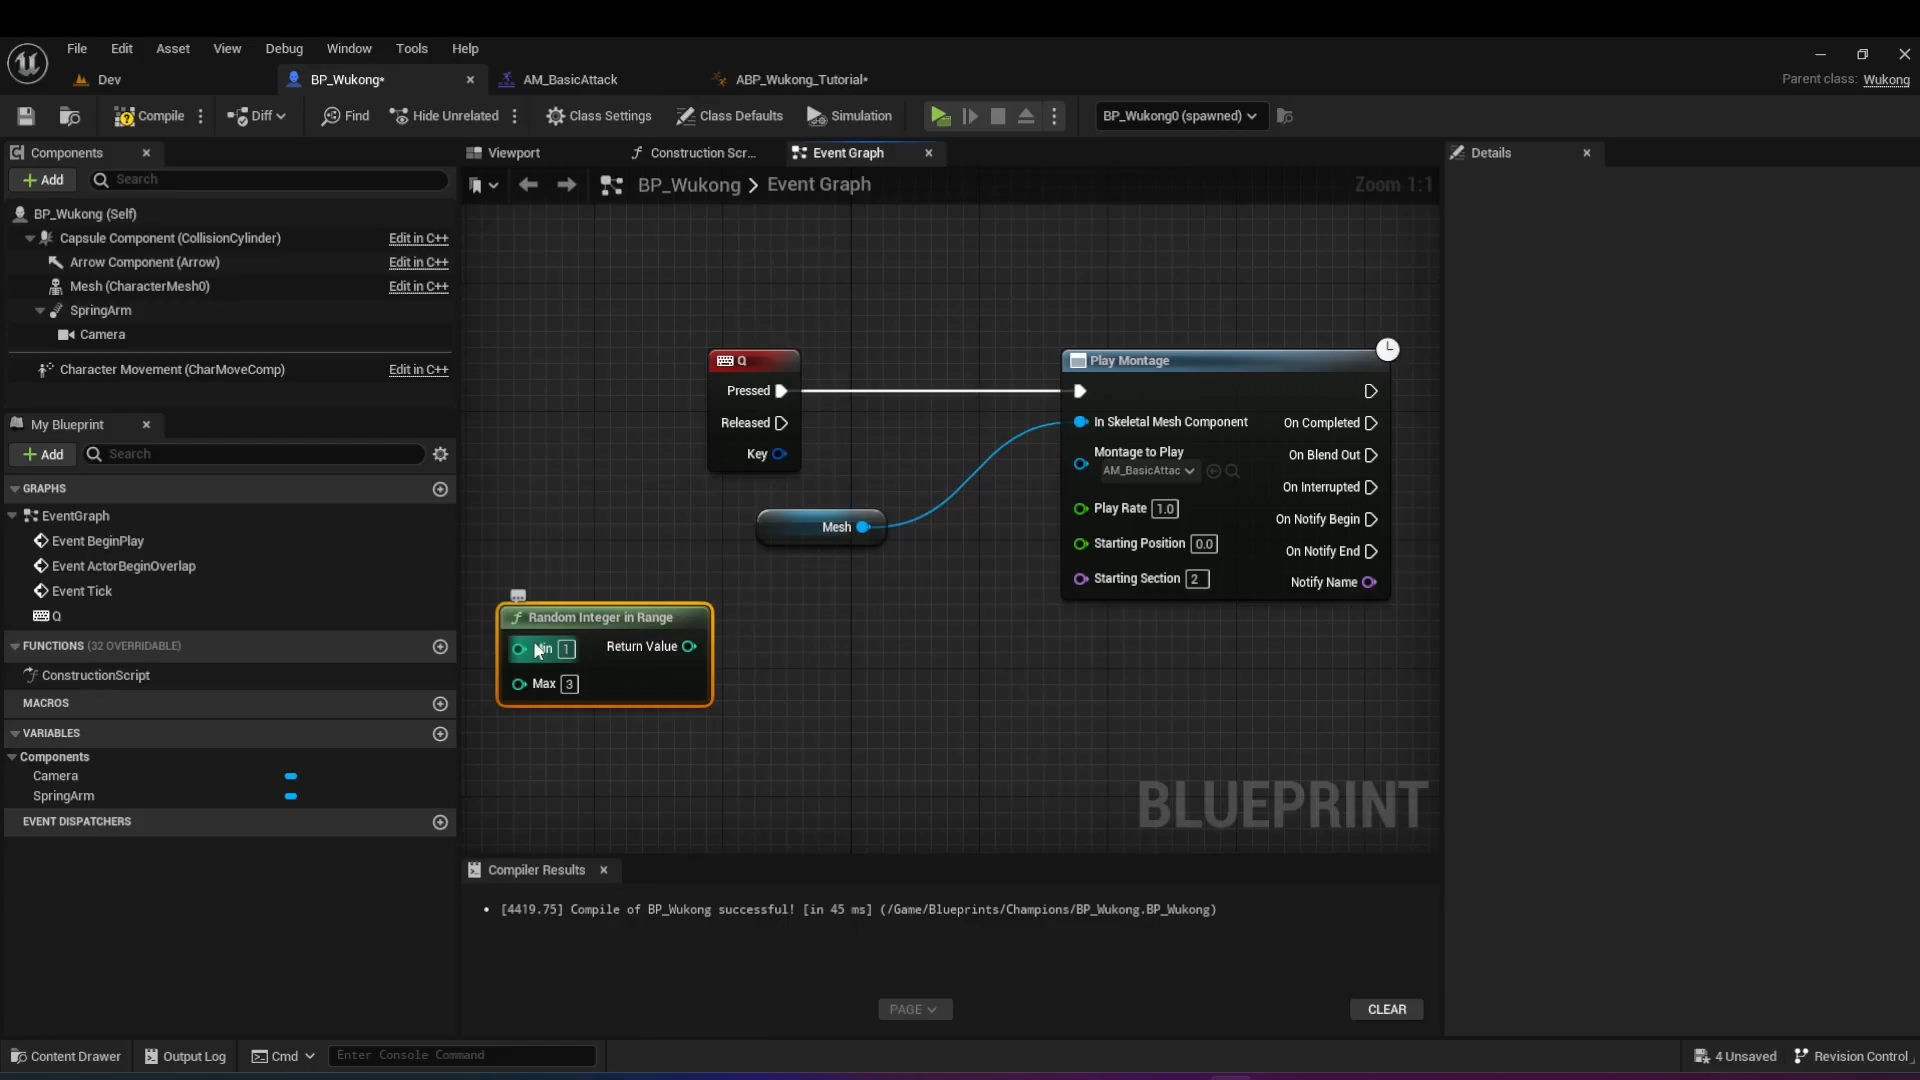 File Edit Asset View Debug Window Tools Help
Dev BP_Wukong* AM_BasicAttack ABP_Wukong_Tutorial* Parent class: Wukong
Compile Diff Find Hide Unrelated Class Settings Class Defaults Simulation BP_Wukong0 (spawned)
Components Viewport Construction Scr... Event Graph Details
Add Search BP_Wukong > Event Graph Zoom 1:1
BP_Wukong (Self)
Capsule Component (CollisionCylinder) Edit in C++
Arrow Component (Arrow) Edit in C++
Mesh (CharacterMesh0) Edit in C++
SpringArm
Camera
Character Movement (CharMoveComp) Edit in C++
My Blueprint
Add Search
GRAPHS
EventGraph
Event BeginPlay
Event ActorBeginOverlap
Event Tick
Q
FUNCTIONS (32 OVERRIDABLE)
ConstructionScript
MACROS
VARIABLES
Components
Camera
SpringArm
EVENT DISPATCHERS
Q
Pressed
Released
Key
Mesh
Random Integer in Range
1 Return Value
Max 3
Play Montage
In Skeletal Mesh Component On Completed
Montage to Play On Blend Out
AM_BasicAttac
On Interrupted
Play Rate 1.0 On Notify Begin
Starting Position 0.0 On Notify End
Starting Section 2 Notify Name
BLUEPRINT
Compiler Results
[4419.75] Compile of BP_Wukong successful! [in 45 ms] (/Game/Blueprints/Champions/BP_Wukong.BP_Wukong)
PAGE CLEAR
Content Drawer Output Log Cmd Enter Console Command 4 Unsaved Revision Control